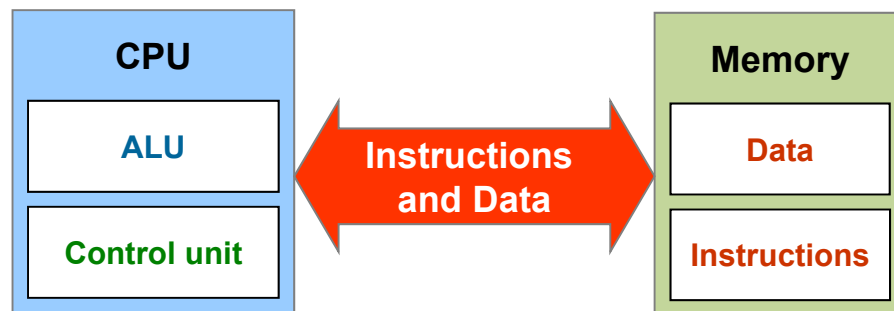 CPU
ALU
Control unit
Instructions
and Data
Memory
Data
Instructions